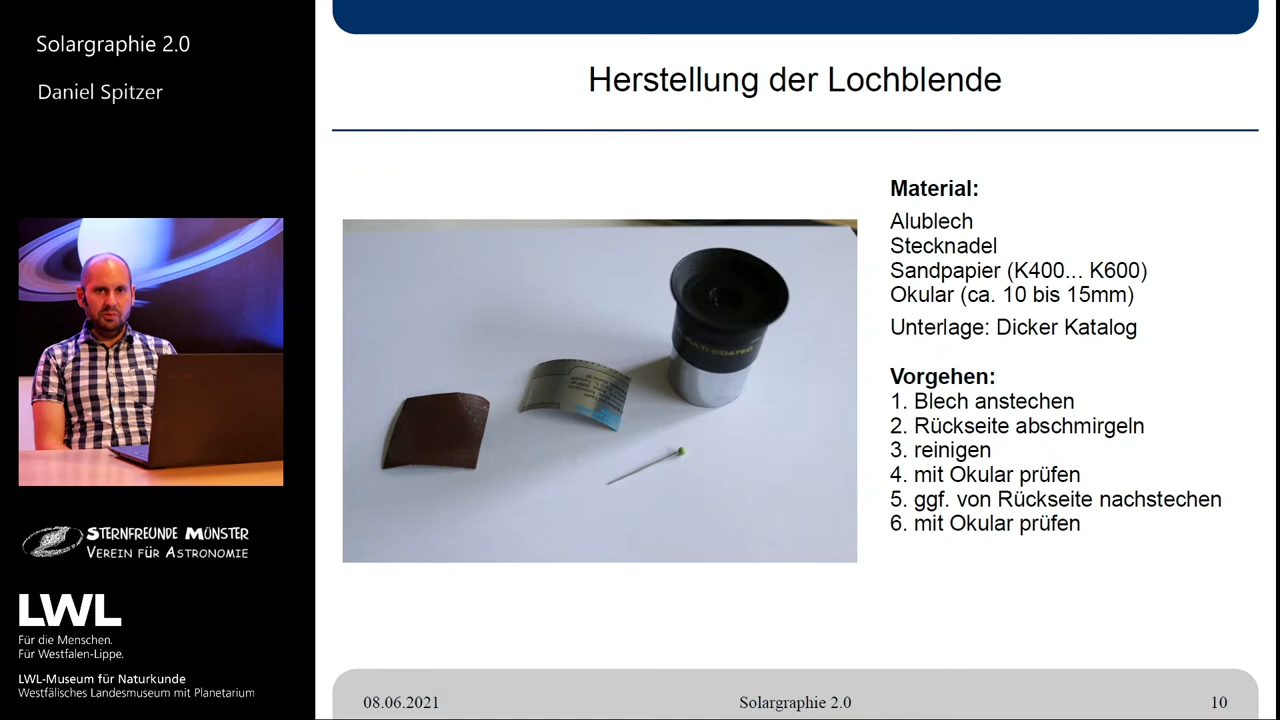 Solargraphie 2.0
Daniel Spitzer
STERNFREUNDE MÜNSTER
VEREIN FÜR ASTRONOMIE
LWL
Für die Menschen.
Für Westfalen-Lippe.
LWL-Museum für Naturkunde
Westfälisches Landesmuseum mit Planetarium
Herstellung der Lochblende
MULTI-COATED
Material:
Alublech
Stecknadel
Sandpapier (K400... K600)
Okular (ca. 10 bis 15mm)
Unterlage: Dicker Katalog
Vorgehen:
1. Blech anstechen
2. Rückseite abschmirgeln
3. reinigen
4. mit Okular prüfen
5. ggf. von Rückseite nachstechen
6. mit Okular prüfen
08.06.2021
Solargraphie 2.0
10